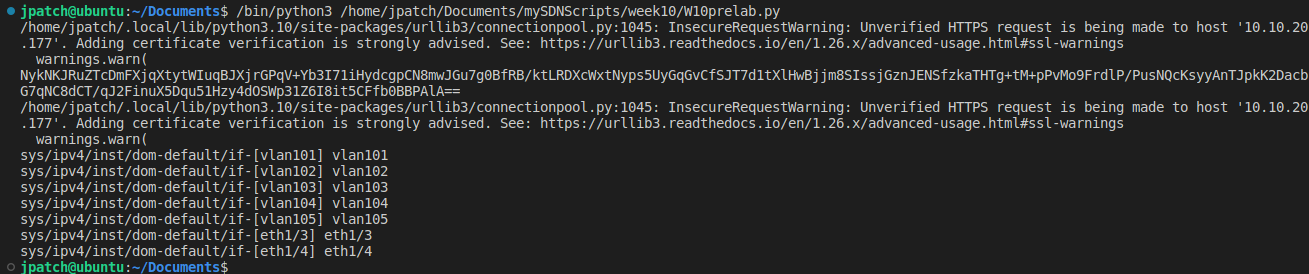 jpatch@ubuntu:~/Documents$ /bin/python3 /home/jpatch/Documents/mySDNScripts/week10/W10prelab.py
/home/jpatch/.local/lib/python3.10/site-packages/urllib3/connectionpool.py:1045: InsecureRequestWarning: Unverified HTTPS request is being made to host '10.10.20
.177'. Adding certificate verification is strongly advised. See: https://urllib3.readthedocs.io/en/1.26.x/advanced-usage.html#ssl-warnings
  warnings.warn(
NykNKJRuZTcDmFXjqXtytWIuqBJXjrGPqV+Yb3I71iHydcgpCN8mwJGu7g0BfRB/ktLRDXcWxtNyps5UyGqGvCfSJT7d1tXlHwBjjm8SIssjGznJENSfzkaTHTg+tM+pPvMo9FrdlP/PusNQcKsyyAnTJpkK2Dacb
G7qNC8dCT/qJ2FinuX5Dqu51Hzy4dOSWp31Z6I8it5CFfb0BBPAlA==
/home/jpatch/.local/lib/python3.10/site-packages/urllib3/connectionpool.py:1045: InsecureRequestWarning: Unverified HTTPS request is being made to host '10.10.20
.177'. Adding certificate verification is strongly advised. See: https://urllib3.readthedocs.io/en/1.26.x/advanced-usage.html#ssl-warnings
  warnings.warn(
sys/ipv4/inst/dom-default/if-[vlan101] vlan101
sys/ipv4/inst/dom-default/if-[vlan102] vlan102
sys/ipv4/inst/dom-default/if-[vlan103] vlan103
sys/ipv4/inst/dom-default/if-[vlan104] vlan104
sys/ipv4/inst/dom-default/if-[vlan105] vlan105
sys/ipv4/inst/dom-default/if-[eth1/3] eth1/3
sys/ipv4/inst/dom-default/if-[eth1/4] eth1/4
jpatch@ubuntu:~/Documents$